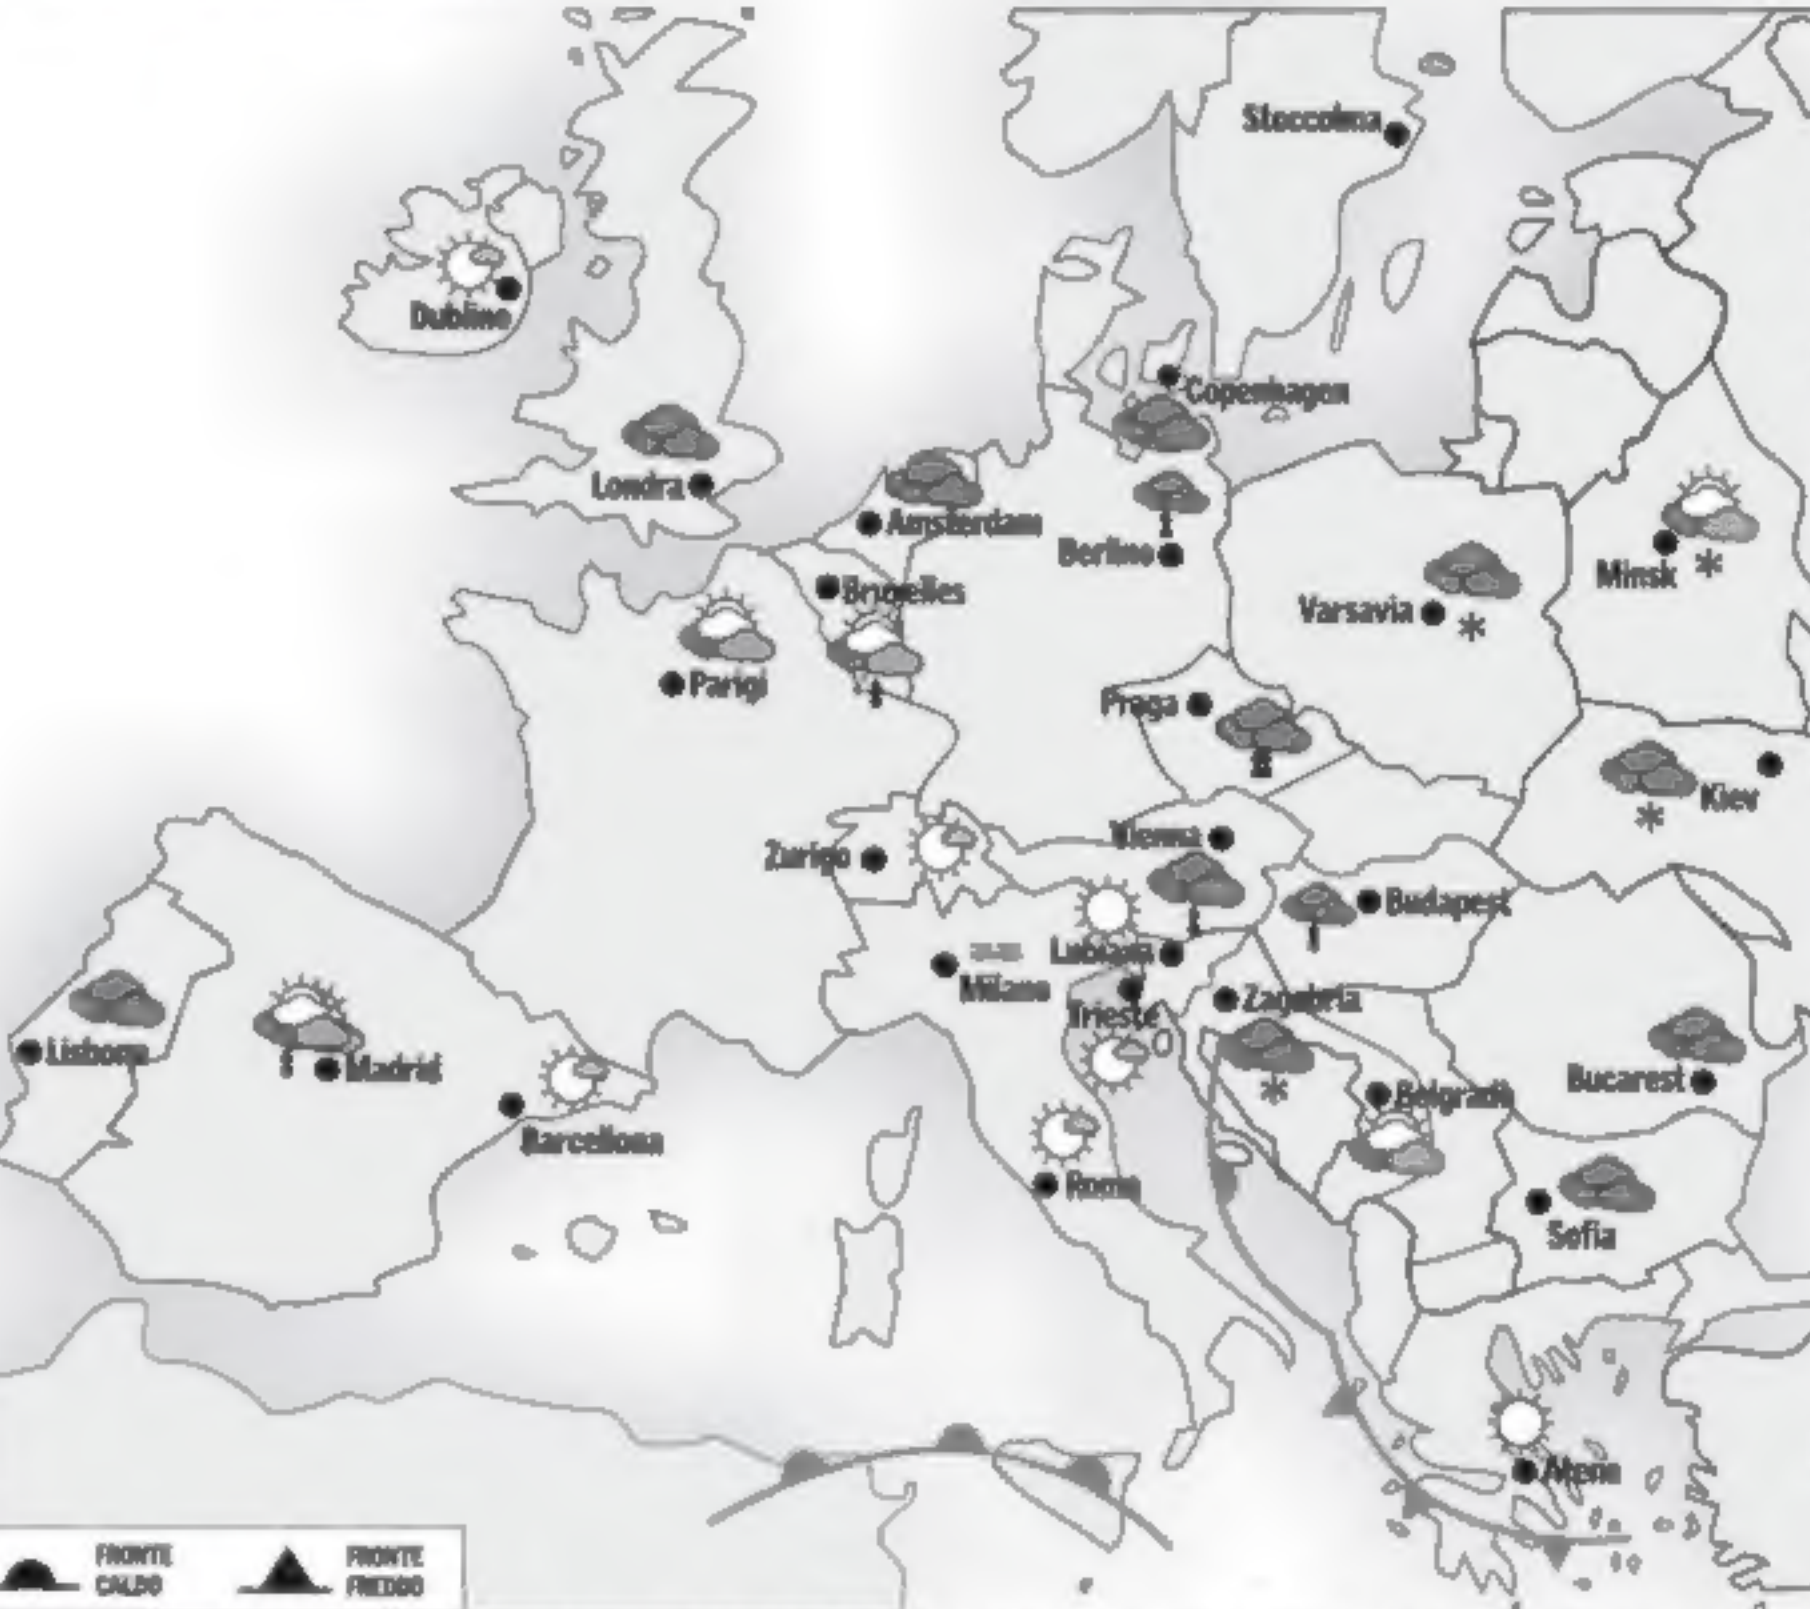 Stoccolma
Dublino
Copenhagen
Londra
Amsterdam
Berlino
Bruxelles
Minsk
Varsavia
Parigi
Praga
Kiev
Vienna
Zurigo
Budapest
Lubiana
Milano
Zagabria
Trieste
Lisbona
Madrid
Bucarest
Belgrado
Barcellona
Roma
Sofia
Atene
FRONTE
CALDO
FRONTE
FREDDO